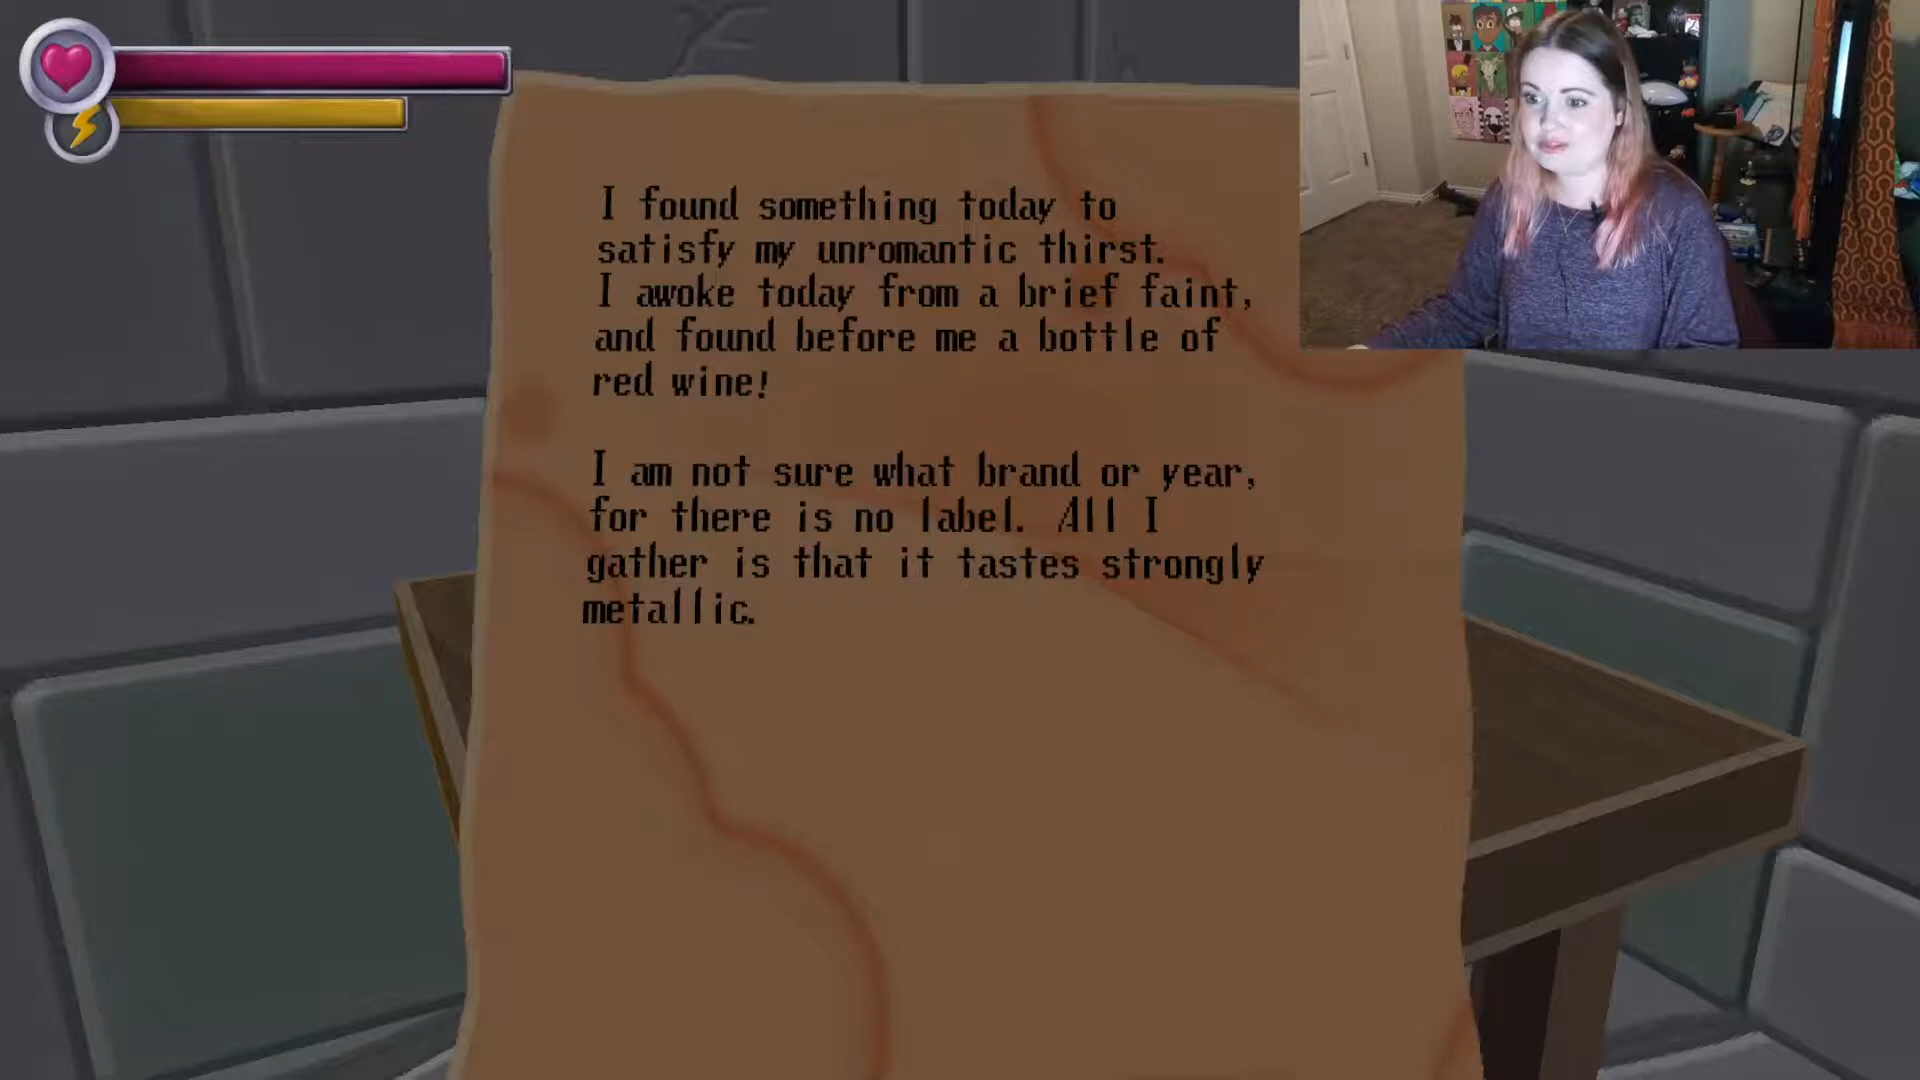 I found something today to
satisfy my unromantic thirst.
I awoke today from a brief faint,
and found before me a bottle of
red wine!
I am not sure what brand or year,
for there is no label. All I
gather is that it tastes strongly
metallic.